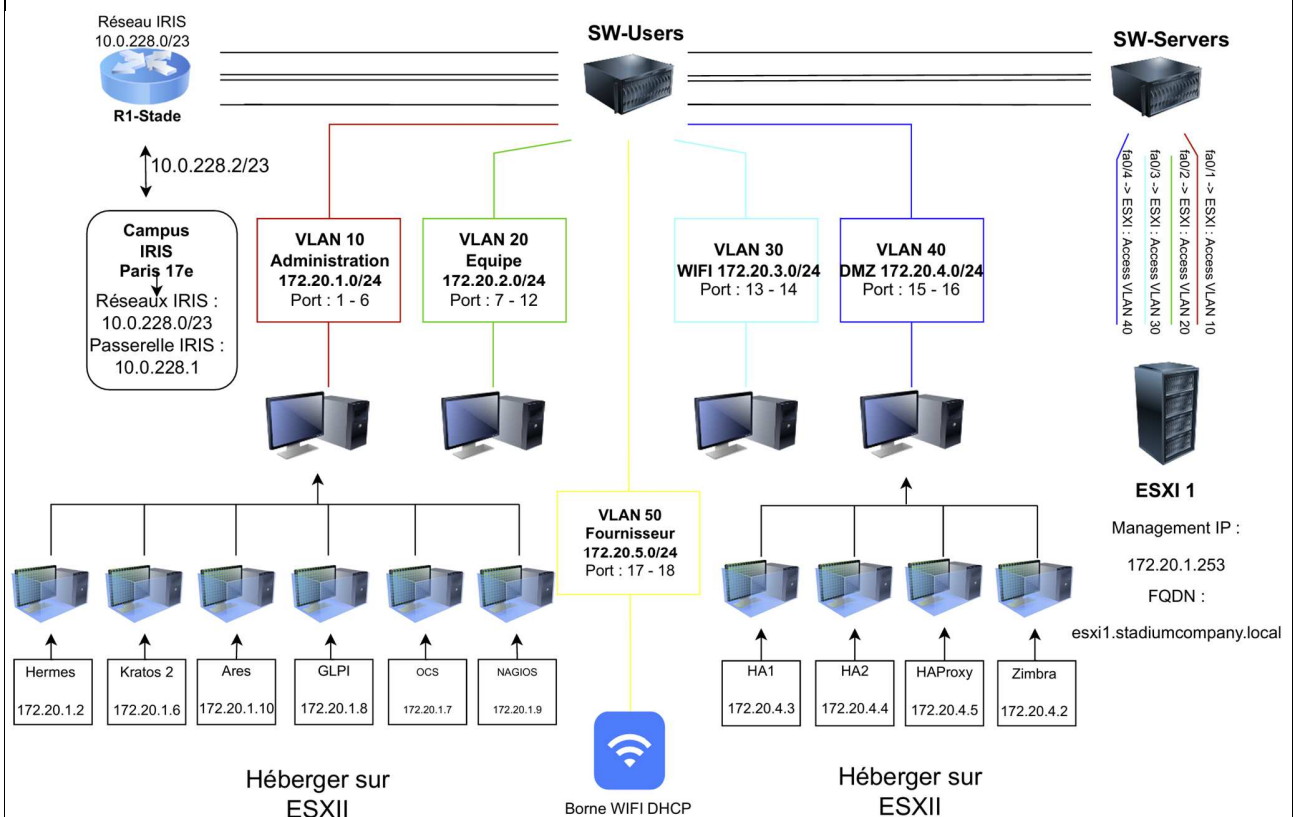 Réseau IRIS
10.0.228.0/23
R1-Stade
SW-Users
SW-Servers
10.0.228.2/23
Campus
IRIS
Paris 17e
Réseaux IRIS :
10.0.228.0/23
Passerelle IRIS :
10.0.228.1
VLAN 10
Administration
172.20.1.0/24
Port : 1 - 6
VLAN 20
Equipe
172.20.2.0/24
Port : 7 - 12
VLAN 30
WIFI 172.20.3.0/24
Port : 13 - 14
VLAN 40
DMZ 172.20.4.0/24
Port : 15 - 16
fa0/4 -> ESXI : Access VLAN 40
fa0/3 -> ESXI : Access VLAN 30
fa0/2 -> ESXI : Access VLAN 20
fa0/1 -> ESXI : Access VLAN 10
ESXI 1
Management IP :
172.20.1.253
FQDN :
esxi1.stadiumcompany.local
VLAN 50
Fournisseur
172.20.5.0/24
Port : 17 - 18
Hermes
172.20.1.2
Kratos 2
172.20.1.6
Ares
172.20.1.10
GLPI
172.20.1.8
OCS
172.20.1.7
NAGIOS
172.20.1.9
HA1
172.20.4.3
HA2
172.20.4.4
HAProxy
172.20.4.5
Zimbra
172.20.4.2
Héberger sur
ESXII
Borne WIFI DHCP
Héberger sur
ESXII